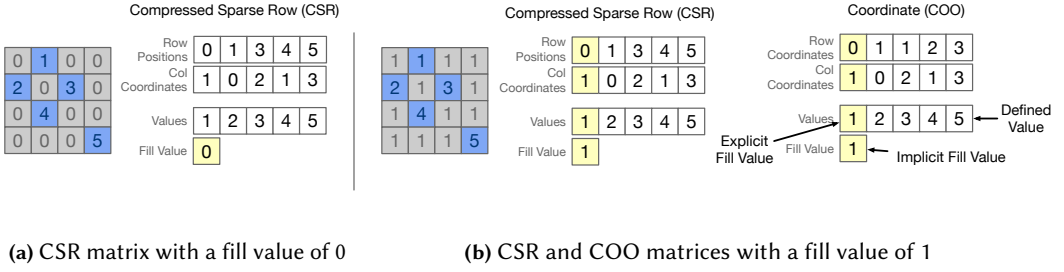 Compressed Sparse Row (CSR)
0 1 0 0
2 0 3 0
0 4 0 0
0 0 0 5
Row Positions 0 1 3 4 5
Col Coordinates 1 0 2 1 3
Values 1 2 3 4 5
Fill Value 0
(a) CSR matrix with a fill value of 0
Compressed Sparse Row (CSR)
1 1 1 1
2 1 3 1
1 4 1 1
1 1 1 5
Row Positions 0 1 3 4 5
Col Coordinates 1 0 2 1 3
Values 1 2 3 4 5
Fill Value 1
Coordinate (COO)
Row Coordinates 0 1 1 2 3
Col Coordinates 1 0 2 1 3
Values 1 2 3 4 5
Defined Value
Explicit Fill Value
Fill Value 1
Implicit Fill Value
(b) CSR and COO matrices with a fill value of 1